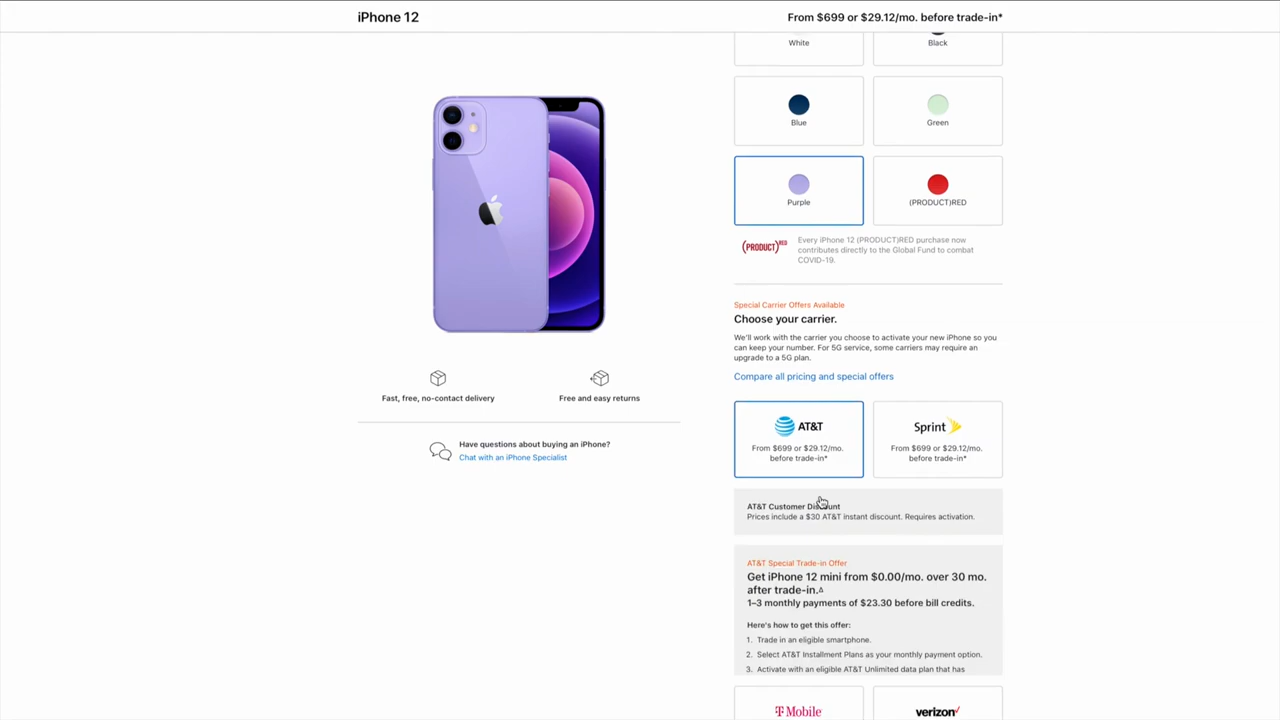 iPhone 12
From $699 or $29.12/mo. before trade-in*
White
Black
Blue
Green
Purple
(PRODUCT)RED
(PRODUCT)RED
Every iPhone 12 (PRODUCT)RED purchase now
contributes directly to the Global Fund to combat
COVID-19.
Special Carrier Offers Available
Choose your carrier.
We'll work with the carrier you choose to activate your new iPhone so you
can keep your number. For 5G service, some carriers may require an
upgrade to a 5G plan.
Compare all pricing and special offers
Fast, free, no-contact delivery
Free and easy returns
Have questions about buying an iPhone?
Chat with an iPhone Specialist
AT&T
From $699 or $29.12/mo.
before trade-in*
Sprint
From $699 or $29.12/mo.
before trade-in*
AT&T Customer Discount
Prices include a $30 AT&T Instant discount. Requires activation.
AT&T Special Trade-in Offer
Get iPhone 12 mini from $0.00/mo. over 30 mo.
after trade-in.∆
1–3 monthly payments of $23.30 before bill credits.
Here's how to get this offer:
1. Trade in an eligible smartphone.
2. Select AT&T Installment Plans as your monthly payment option.
3. Activate with an eligible AT&T Unlimited data plan that has
T Mobile
verizon✓